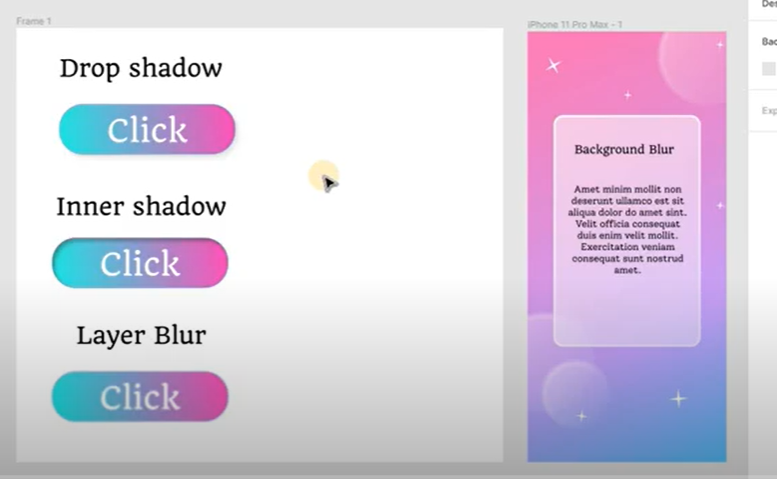 Frame 1
Drop shadow
Click
Inner shadow
Click
Layer Blur
Click
iPhone 11 Pro Max - 1
Background Blur
Amet minim mollit non
deserunt ullamco est sit
aliqua dolor do amet sint.
Velit officia consequat
duis enim velit mollit.
Exercitation veniam
consequat sunt nostrud
amet.
Des
Bac
Exp